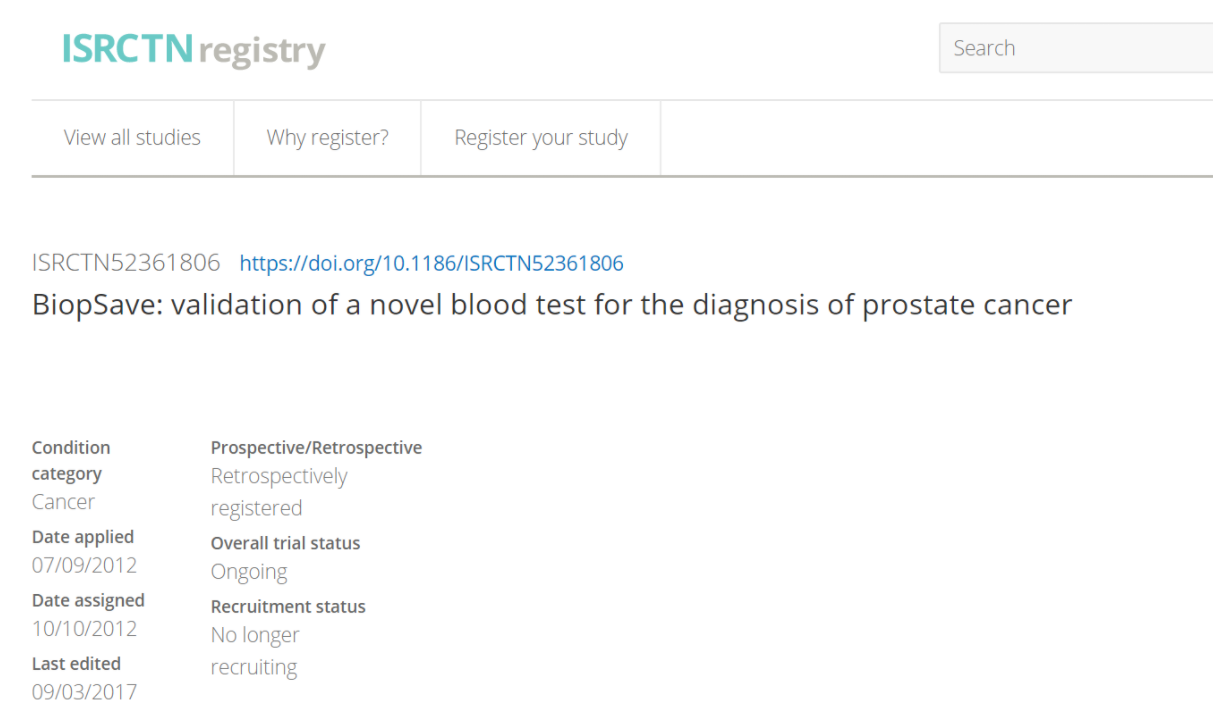 ISRCTN registry
Search
View all studies
Why register?
Register your study
ISRCTN52361806 https://doi.org/10.1186/ISRCTN52361806
BiopSave: validation of a novel blood test for the diagnosis of prostate cancer
Condition
category
Cancer
Date applied
07/09/2012
Date assigned
10/10/2012
Last edited
09/03/2017
Prospective/Retrospective
Retrospectively
registered
Overall trial status
Ongoing
Recruitment status
No longer
recruiting